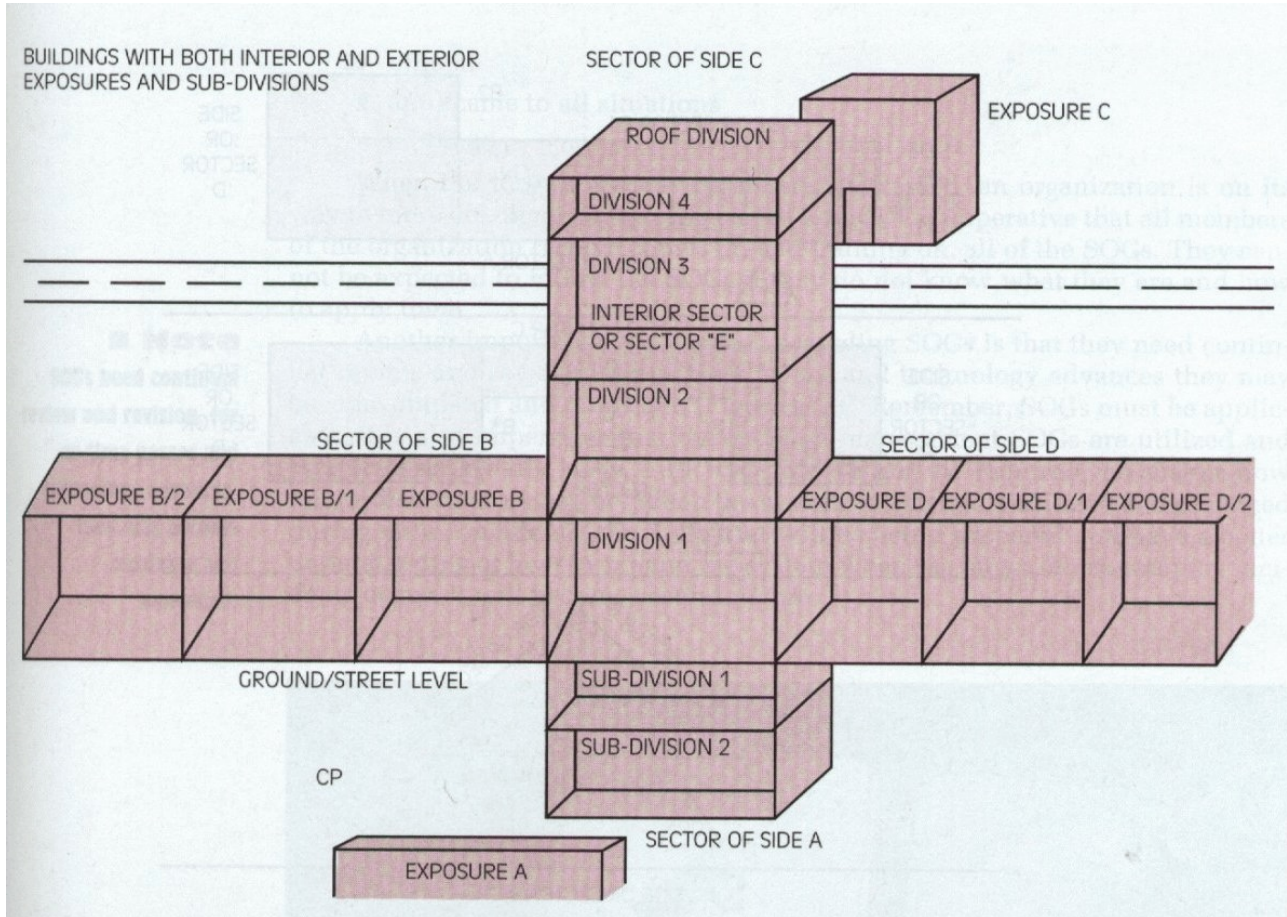 BUILDINGS WITH BOTH INTERIOR AND EXTERIOR
EXPOSURES AND SUB-DIVISIONS
SECTOR OF SIDE C
EXPOSURE C
ROOF DIVISION
DIVISION 4
DIVISION 3
INTERIOR SECTOR
OR SECTOR "E"
DIVISION 2
SECTOR OF SIDE B
SECTOR OF SIDE D
EXPOSURE B/2
EXPOSURE B/1
EXPOSURE B
EXPOSURE D
EXPOSURE D/1
EXPOSURE D/2
DIVISION 1
GROUND/STREET LEVEL
SUB-DIVISION 1
SUB-DIVISION 2
CP
SECTOR OF SIDE A
EXPOSURE A